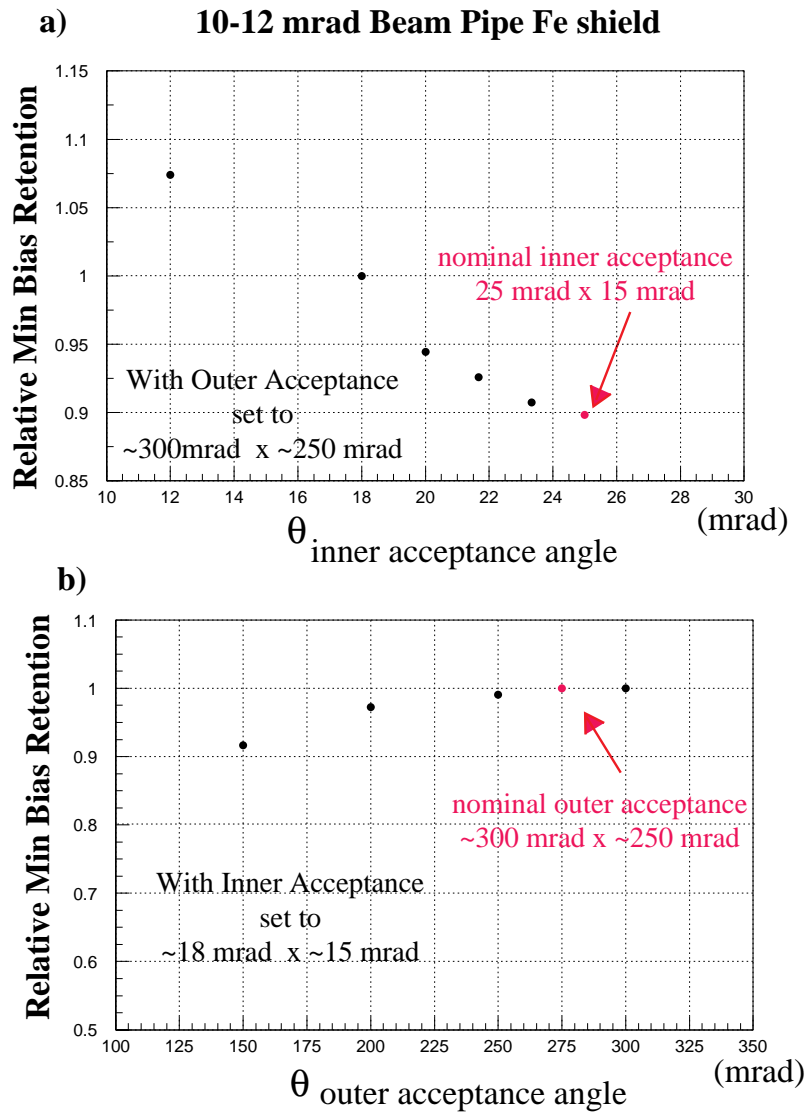 a)
10-12 mrad Beam Pipe Fe shield
Relative Min Bias Retention
1.15
1.1
1.05
1
0.95
0.9
0.85
nominal inner acceptance
25 mrad x 15 mrad
With Outer Acceptance
set to
~300mrad x ~250 mrad
10 12 14 16 18 20 22 24 26 28 30
(mrad)
θ inner acceptance angle
b)
Relative Min Bias Retention
1.1
1
0.9
0.8
0.7
0.6
0.5
nominal outer acceptance
~300 mrad x ~250 mrad
With Inner Acceptance
set to
~18 mrad x ~15 mrad
100 125 150 175 200 225 250 275 300 325 350
(mrad)
θ outer acceptance angle